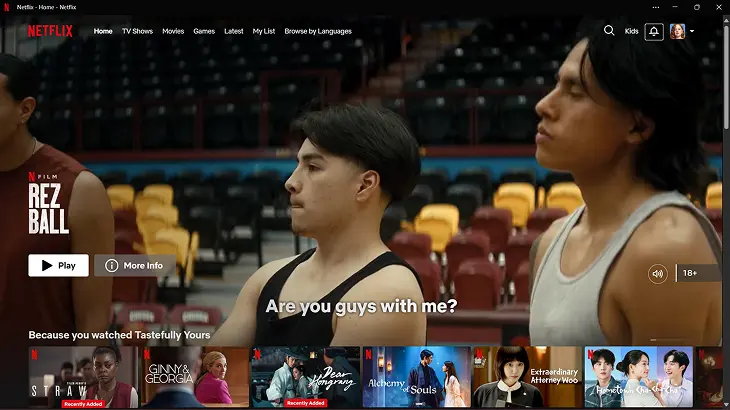 Netflix - Home - Netflix
NETFLIX
Home
TV Shows
Movies
Games
Latest
My List
Browse by Languages
Kids
N FILM
REZ
BALL
Play
More Info
18+
Are you guys with me?
Because you watched Tastefully Yours
STRAW
Recently Added
GINNY &
GEORGIA
Dear
Hongrang
Recently Added
Alchemy
of Souls
Extraordinary
Attorney Woo
Hometown Cha-Cha-Cha